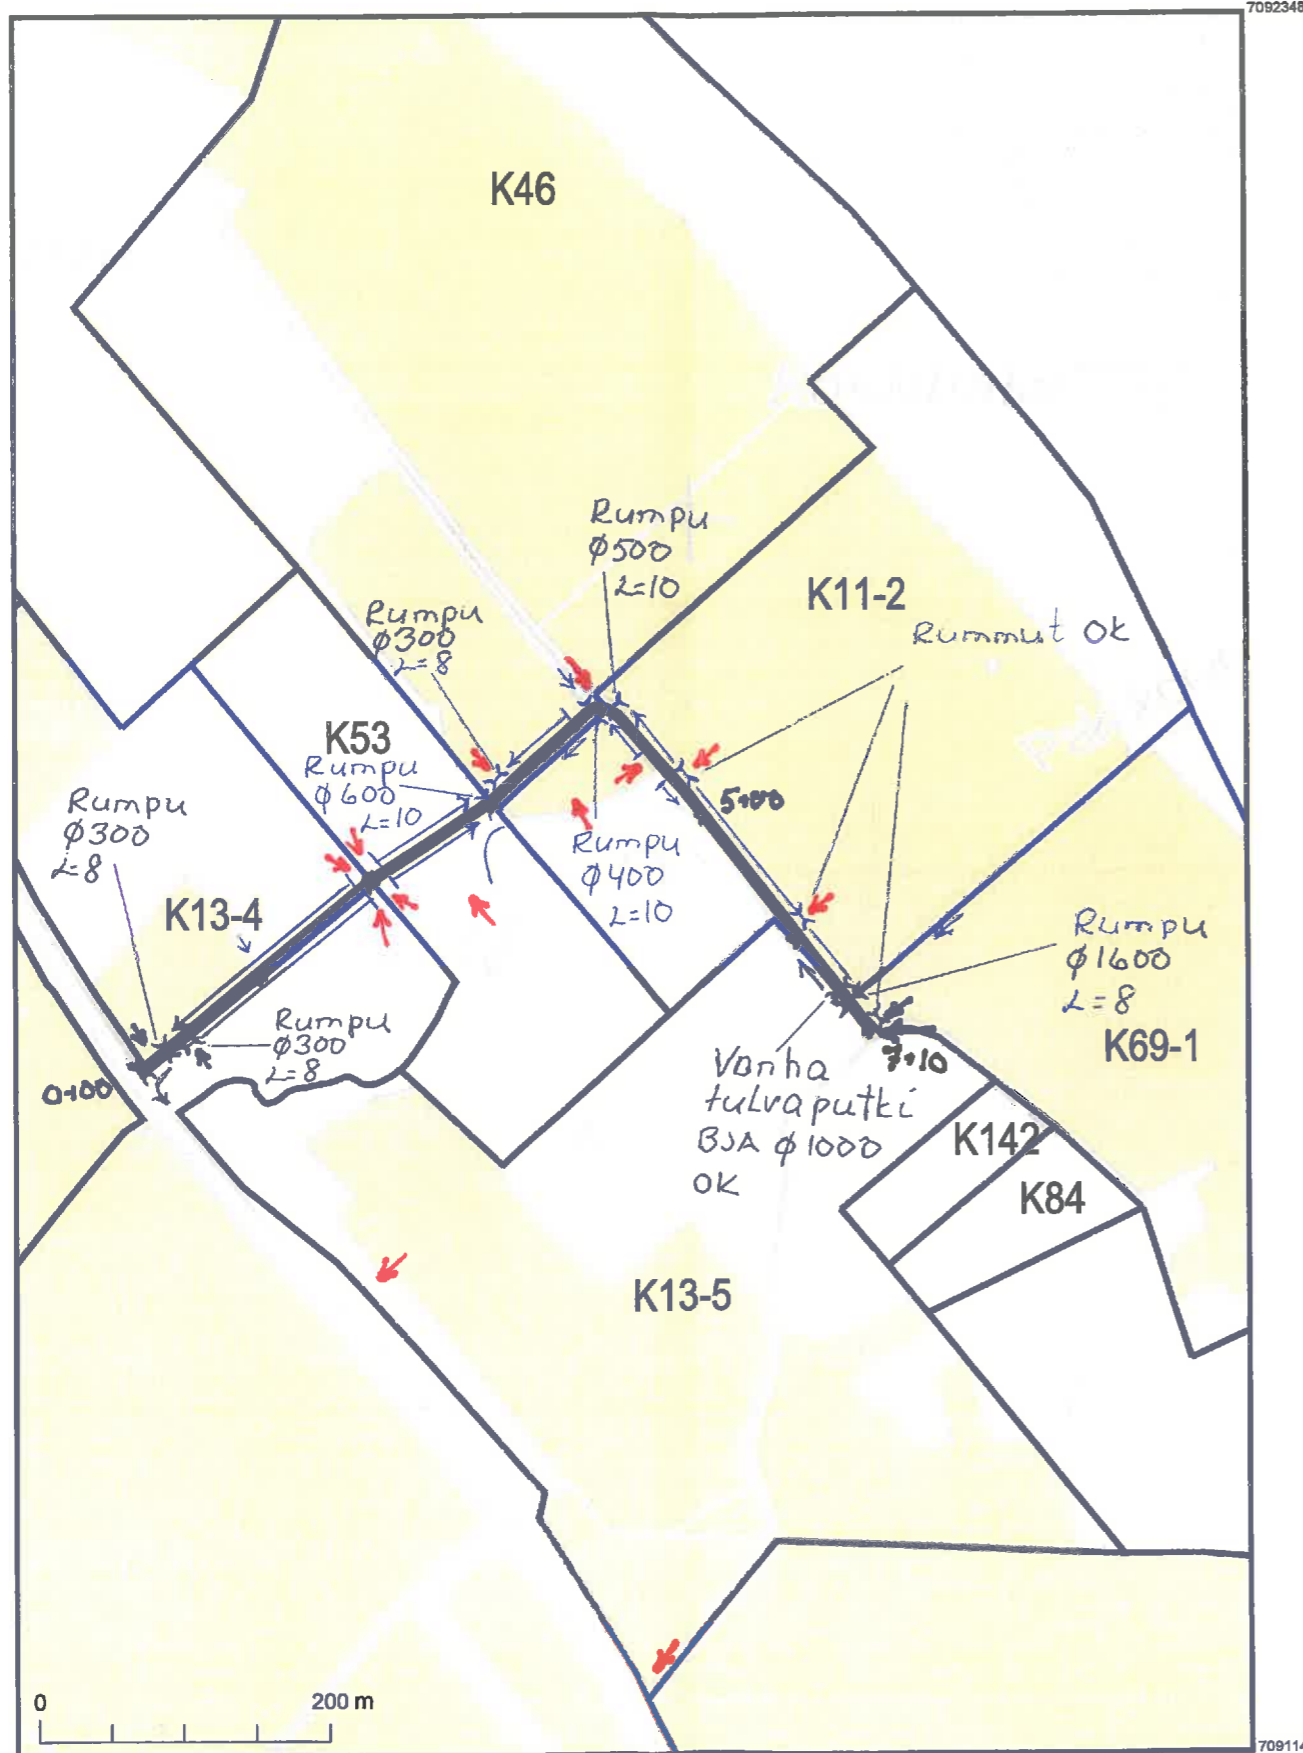 7092348
K46
Rumpu
φ500
L=10
K11-2
Rummut OK
Rumpu
φ300
L=8
K53
Rumpu
φ600
L=10
Rumpu
φ300
L=8
5+00
Rumpu
φ400
L=10
K13-4
Rumpu
φ1600
L=8
Rumpu
φ300
L=8
K69-1
7+10
0+00
Vanha
tulvaputki
BJA φ1000
OK
K142
K84
K13-5
0 200 m
709114